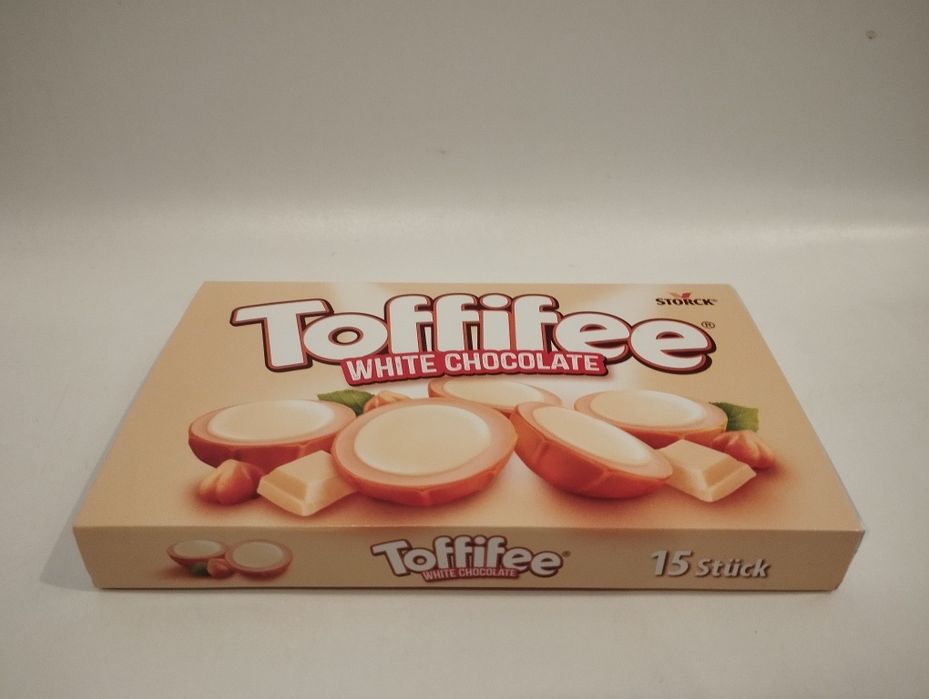 STORCK®
Toffifee®
WHITE CHOCOLATE
Toffifee®
WHITE CHOCOLATE
15 Stück